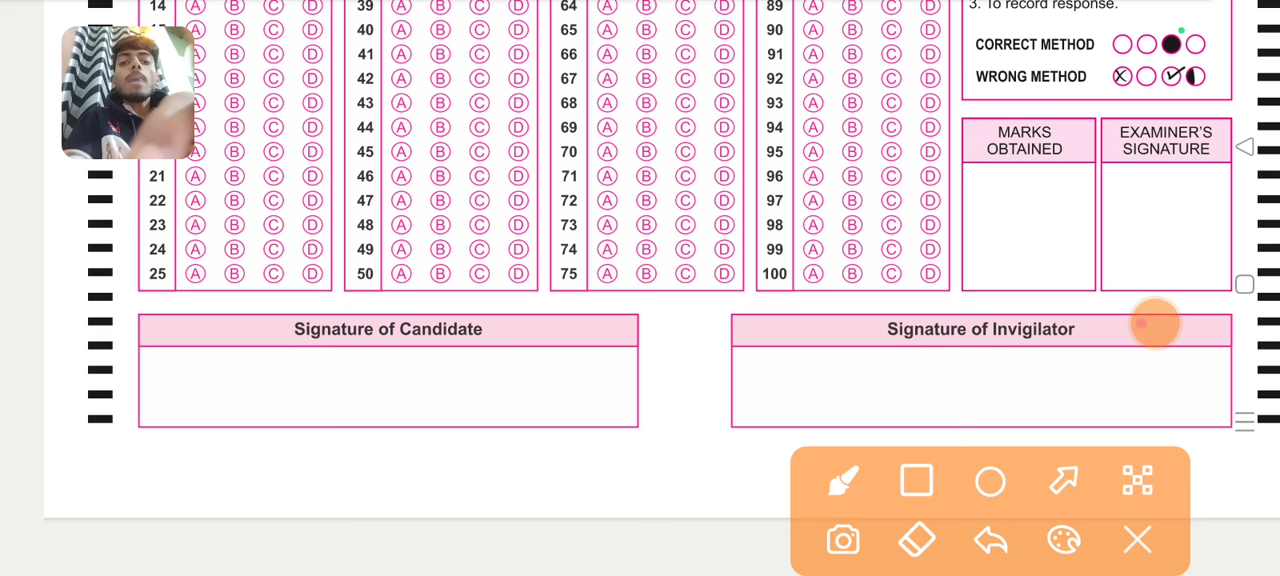 3. To record response.
14 A B C D 39 A B C D 64 A B C D 89 A B C D
A B C D 40 A B C D 65 A B C D 90 A B C D
A B C D 41 A B C D 66 A B C D 91 A B C D
A B C D 42 A B C D 67 A B C D 92 A B C D
A B C D 43 A B C D 68 A B C D 93 A B C D
A B C D 44 A B C D 69 A B C D 94 A B C D
A B C D 45 A B C D 70 A B C D 95 A B C D
21 A B C D 46 A B C D 71 A B C D 96 A B C D
22 A B C D 47 A B C D 72 A B C D 97 A B C D
23 A B C D 48 A B C D 73 A B C D 98 A B C D
24 A B C D 49 A B C D 74 A B C D 99 A B C D
25 A B C D 50 A B C D 75 A B C D 100 A B C D
CORRECT METHOD
WRONG METHOD
MARKS
OBTAINED
EXAMINER'S
SIGNATURE
Signature of Candidate
Signature of Invigilator